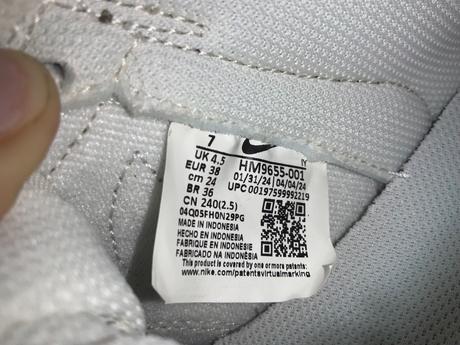 7 IY
UK 4.5 HM9655-001
EUR 38 01/31/24 04/04/24
cm 24 UPC 00197599992219
BR 36
CN 240(2.5)
04Q05FH0N29PG
MADE IN INDONESIA
HECHO EN INDONESIA
FABRIQUE EN INDONESIE
FABRICADO NA INDONÉSIA
This product is covered by one or more patents:
www.nike.com/patentsvirtualmarking